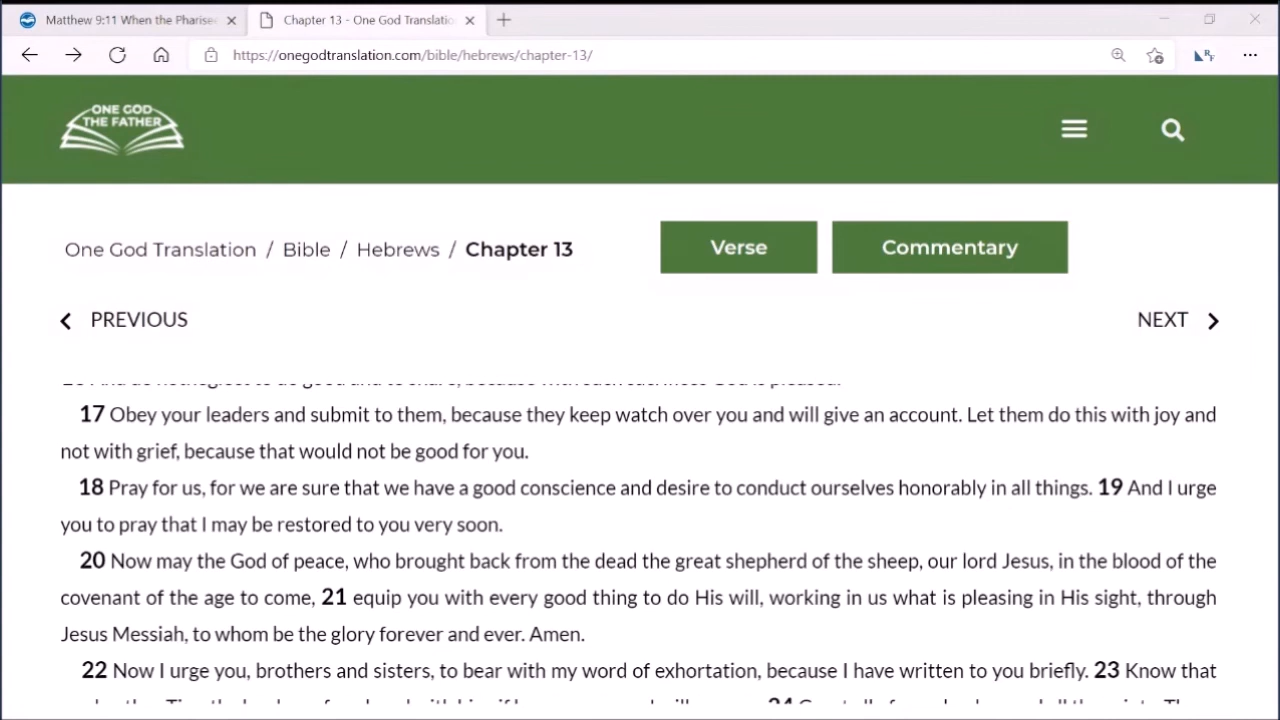 Matthew 9:11 When the Pharise
Chapter 13 - One God Translatio
https://onegodtranslation.com/bible/hebrews/chapter-13/
ONE GOD
THE FATHER
One God Translation / Bible / Hebrews / Chapter 13
Verse
Commentary
PREVIOUS
NEXT
17 Obey your leaders and submit to them, because they keep watch over you and will give an account. Let them do this with joy and
not with grief, because that would not be good for you.
18 Pray for us, for we are sure that we have a good conscience and desire to conduct ourselves honorably in all things. 19 And I urge
you to pray that I may be restored to you very soon.
20 Now may the God of peace, who brought back from the dead the great shepherd of the sheep, our lord Jesus, in the blood of the
covenant of the age to come, 21 equip you with every good thing to do His will, working in us what is pleasing in His sight, through
Jesus Messiah, to whom be the glory forever and ever. Amen.
22 Now I urge you, brothers and sisters, to bear with my word of exhortation, because I have written to you briefly. 23 Know that